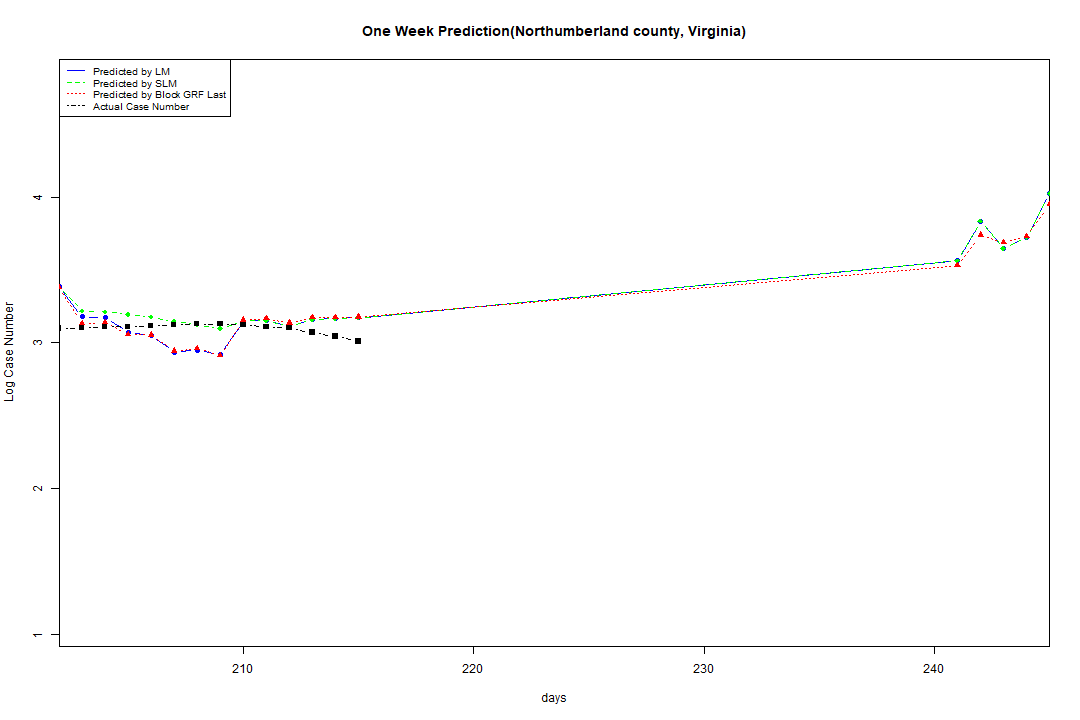 One Week Prediction(Northumberland county, Virginia)
Predicted by LM
Predicted by SLM
Predicted by Block GRF Last
Actual Case Number
Log Case Number
4
3
2
1
210
220
230
240
days